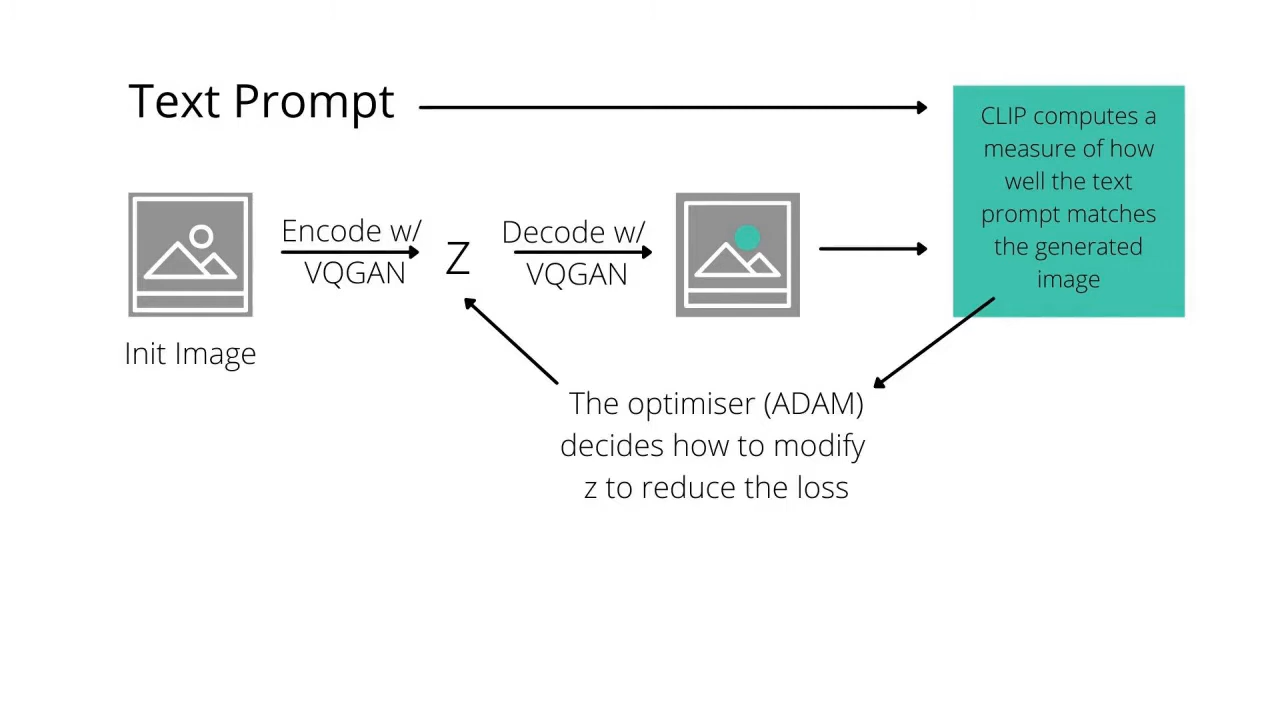 Text Prompt
CLIP computes a
measure of how
well the text
prompt matches
the generated
image
Encode w/
VQGAN
Z
Decode w/
VQGAN
Init Image
The optimiser (ADAM)
decides how to modify
z to reduce the loss